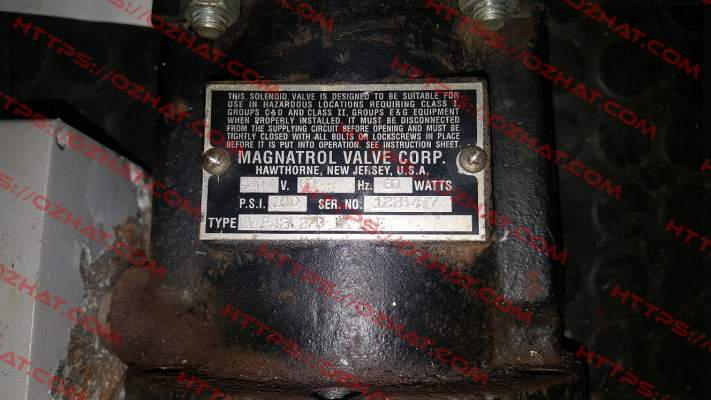 THIS SOLENOID VALVE IS DESIGNED TO BE SUITABLE FOR
USE IN HAZARDOUS LOCATIONS REQUIRING CLASS I,
GROUPS C&D AND CLASS II, GROUPS E&G EQUIPMENT
WHEN PROPERLY INSTALLED. IT MUST BE DISCONNECTED
FROM THE SUPPLYING CIRCUIT BEFORE OPENING AND MUST BE
TIGHTLY CLOSED WITH ALL BOLTS OR LOCKSCREWS IN PLACE
BEFORE IT IS PUT INTO OPERATION. SEE INSTRUCTION SHEET.
MAGNATROL VALVE CORP.
HAWTHORNE, NEW JERSEY, U.S.A.
V. Hz. WATTS
P.S.I. 100 SER. NO:
TYPE
HTTPS://OZHAT.COM